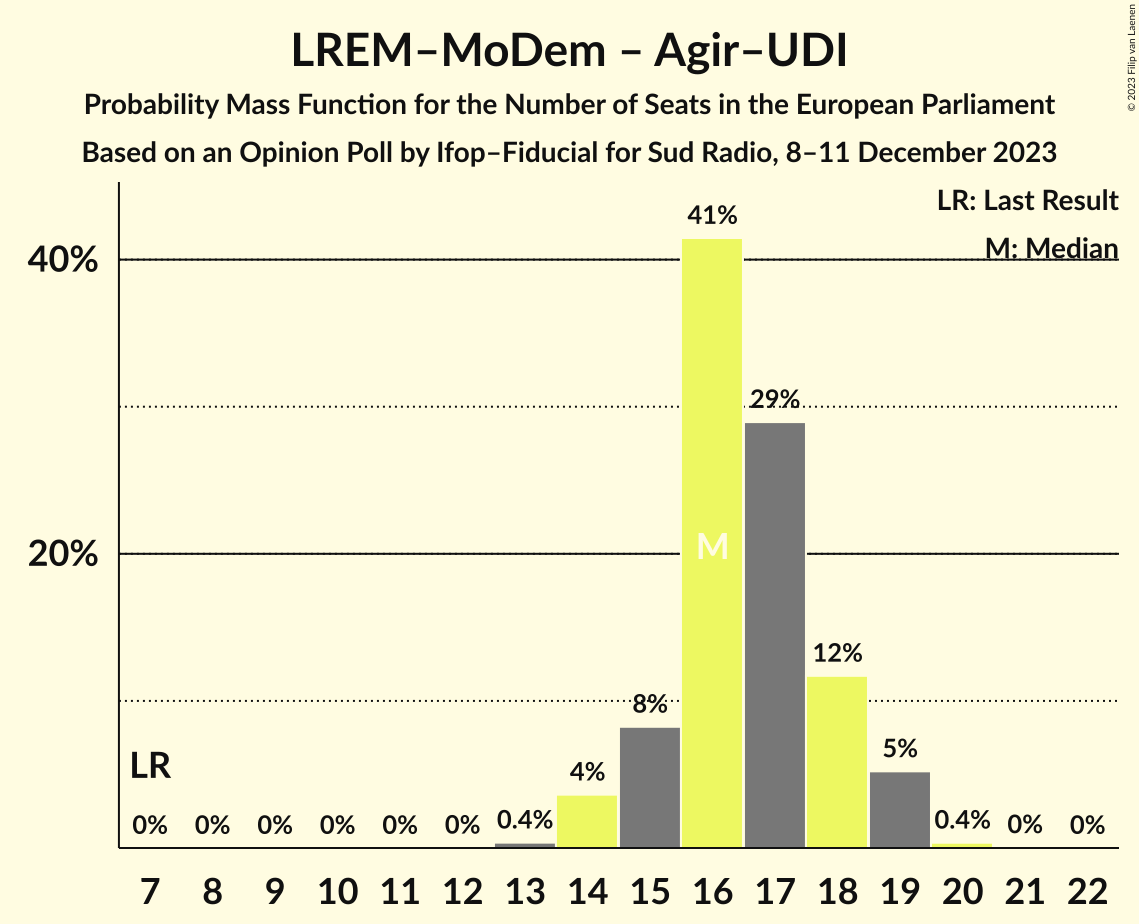 LREM–MoDem – Agir–UDI
Probability Mass Function for the Number of Seats in the European Parliament
Based on an Opinion Poll by Ifop–Fiducial for Sud Radio, 8–11 December 2023
© 2023 Filip van Laenen
LR: Last Result
M: Median
40%
20%
41%
29%
M
12%
8%
5%
4%
LR
0%
0%
0%
0%
0%
0%
0.4%
0.4%
0%
0%
7 8 9 10 11 12 13 14 15 16 17 18 19 20 21 22